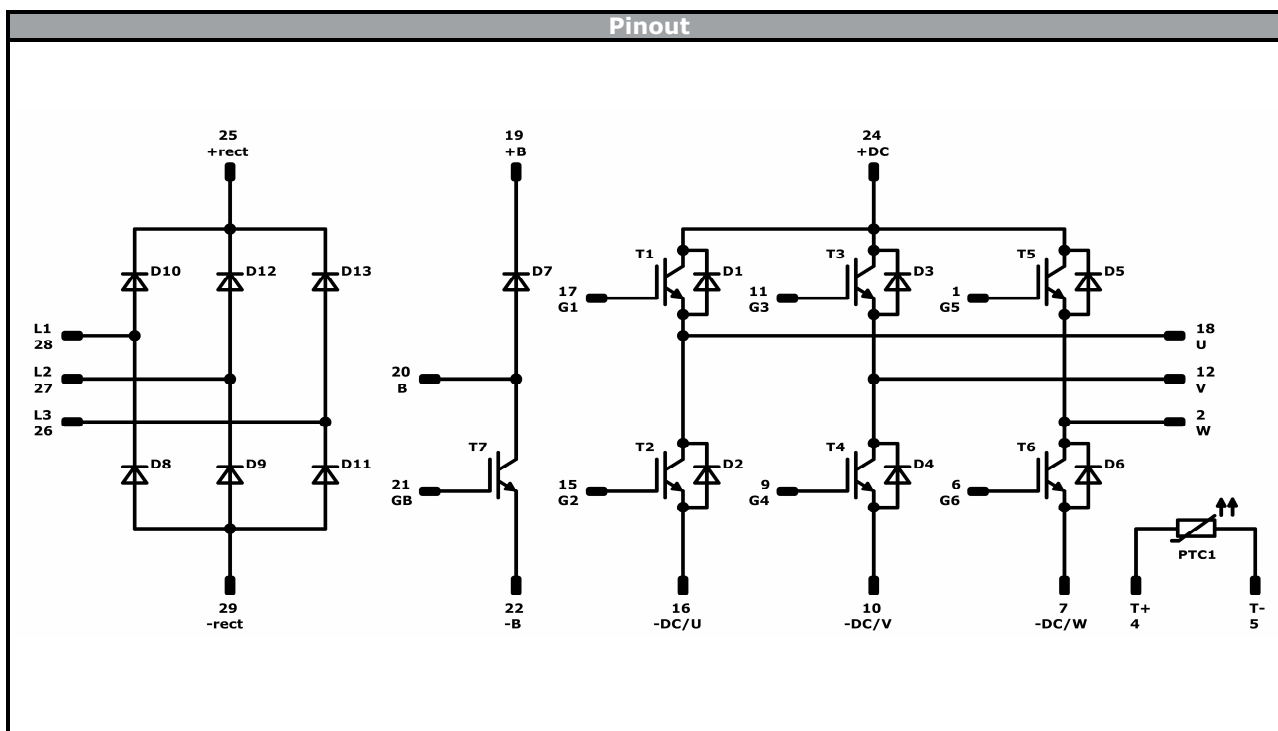 Pinout
25
+rect
19
+B
24
+DC
D10
D12
D13
D7
T1
D1
T3
D3
T5
D5
17
G1
11
G3
1
G5
L1
28
18
U
L2
27
20
B
12
V
L3
26
2
W
D8
D9
D11
T7
T2
D2
T4
D4
T6
D6
21
GB
15
G2
9
G4
6
G6
PTC1
29
-rect
22
-B
16
-DC/U
10
-DC/V
7
-DC/W
T+
4
T-
5